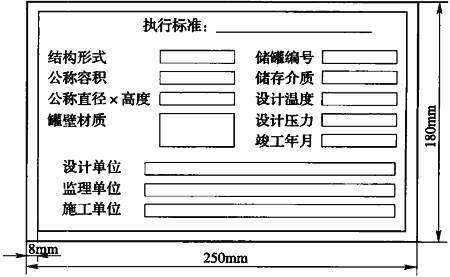 执行标准：
结构形式 储罐编号
公称容积 储存介质
公称直径×高度 设计温度
罐壁材质 设计压力
竣工年月
设计单位
监理单位
施工单位
180mm
8mm
250mm